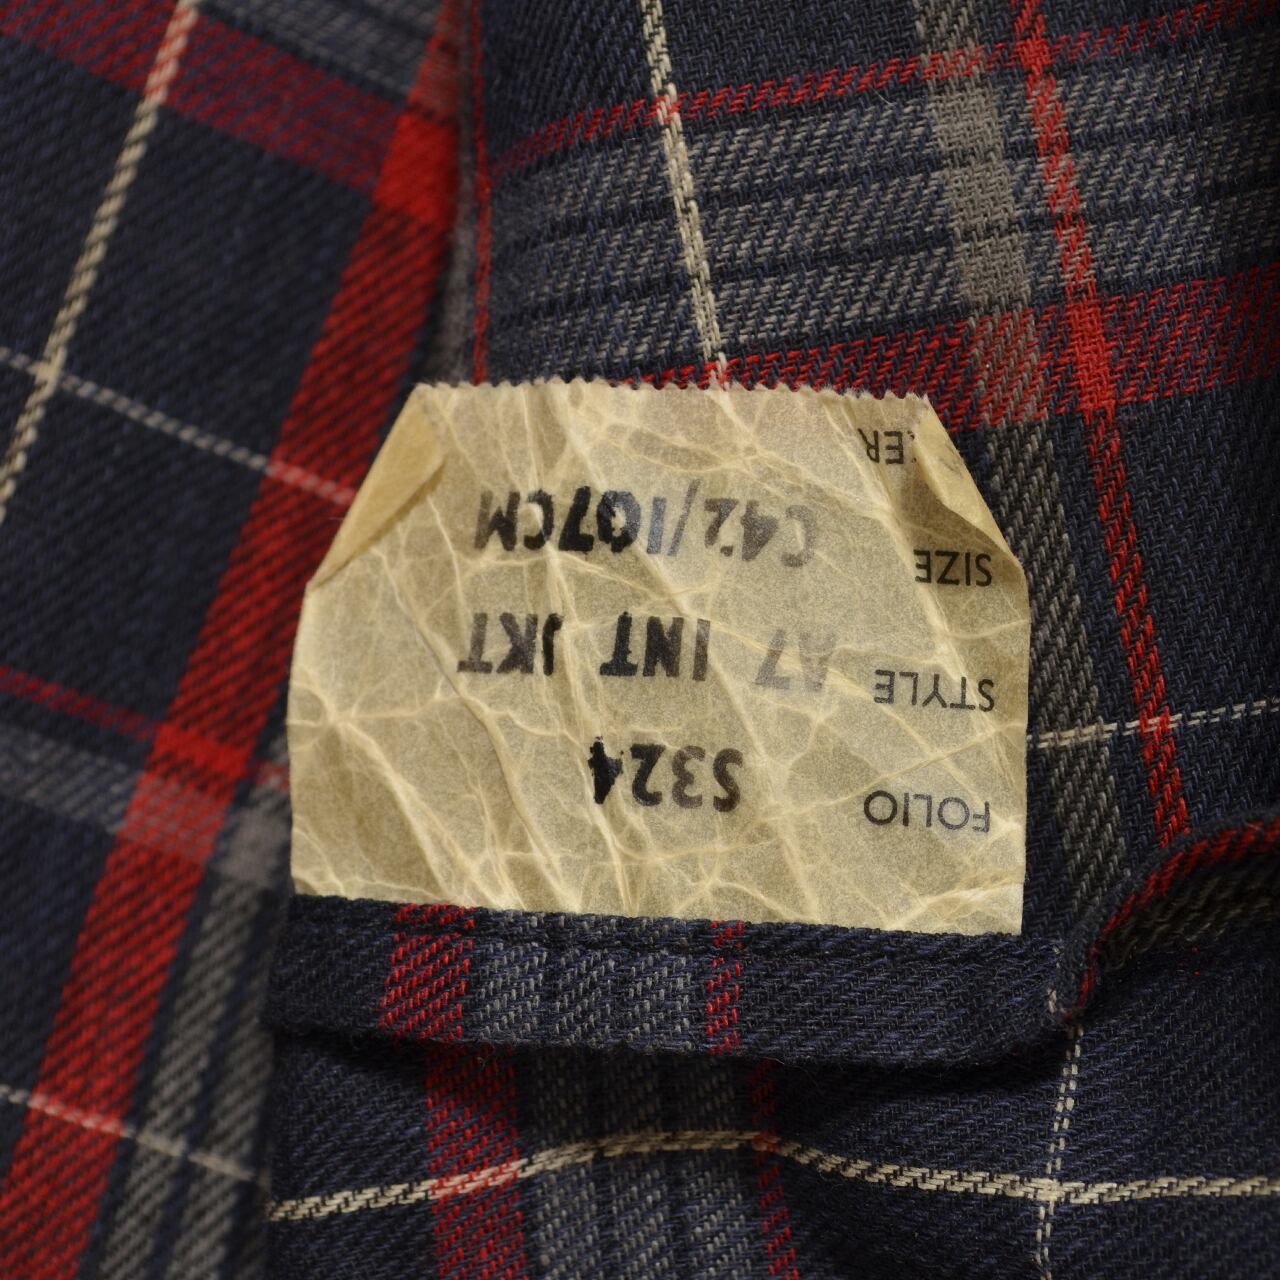 FOLIO S324
STYLE A7 INT JKT
SIZE C42/107CM